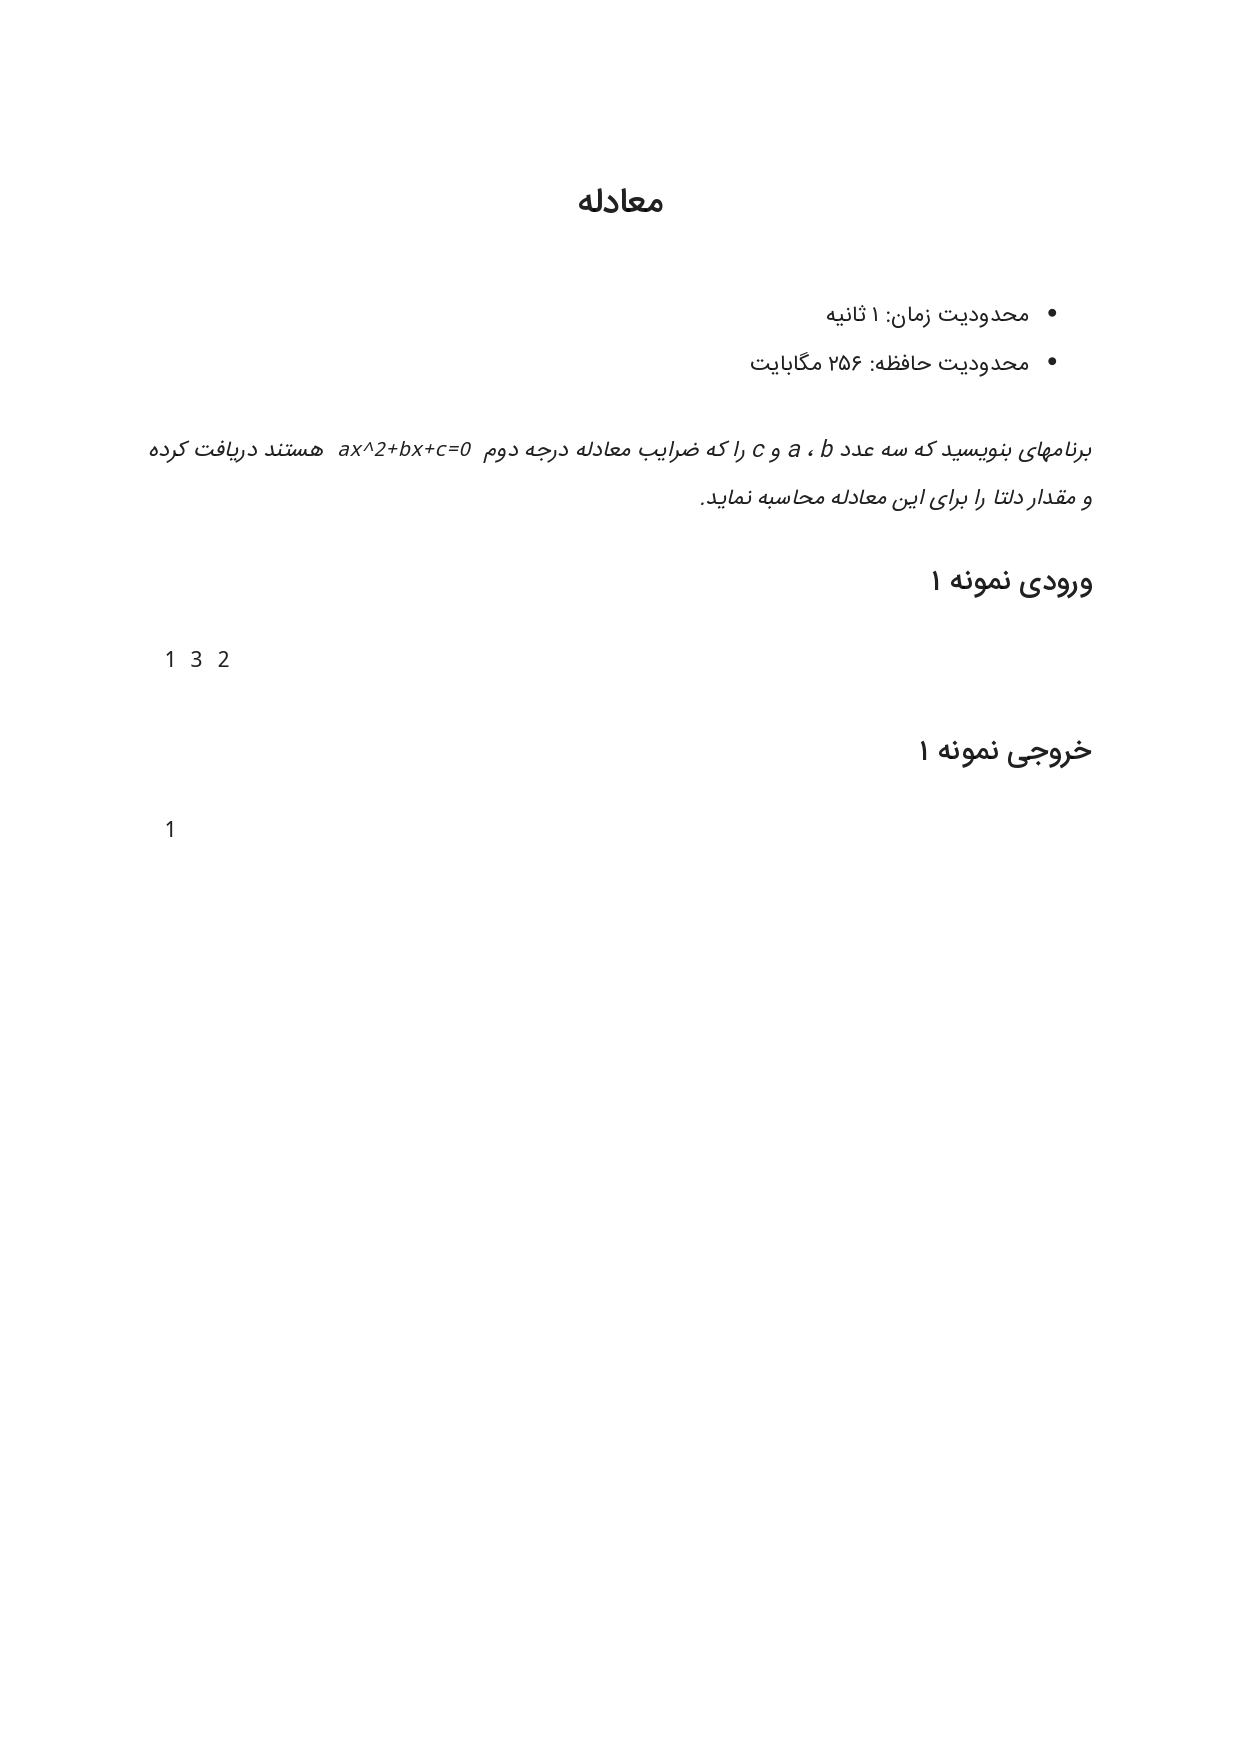 معادله
• محدودیت زمان: ۱ ثانیه
• محدودیت حافظه: ۲۵۶ مگابایت
برنامهای بنویسید که سه عدد a ، b و c را که ضرایب معادله درجه دوم ax^2+bx+c=0 هستند دریافت کرده
و مقدار دلتا را برای این معادله محاسبه نماید.
ورودی نمونه ۱
1 3 2
خروجی نمونه ۱
1